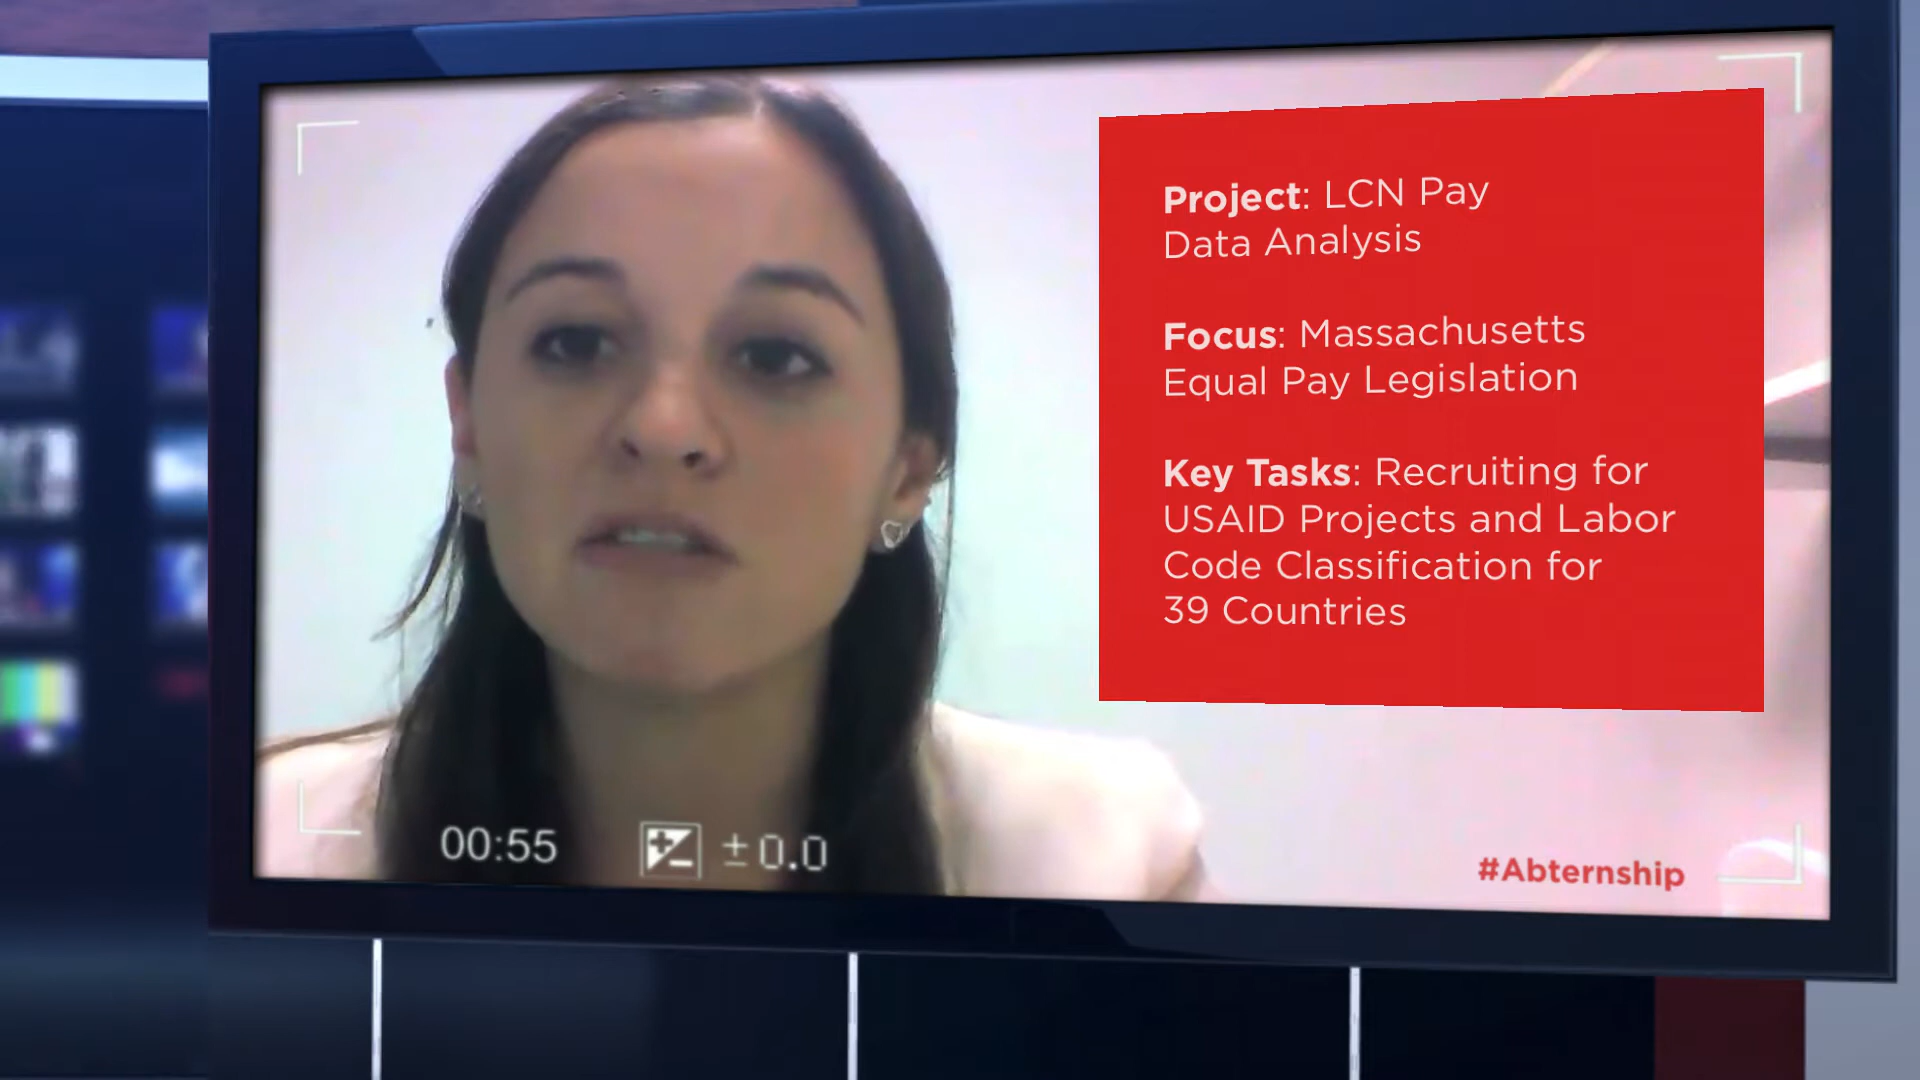 Project: LCN Pay
Data Analysis
Focus: Massachusetts
Equal Pay Legislation
Key Tasks: Recruiting for
USAID Projects and Labor
Code Classification for
39 Countries
00:55
±0.0
#Abternship